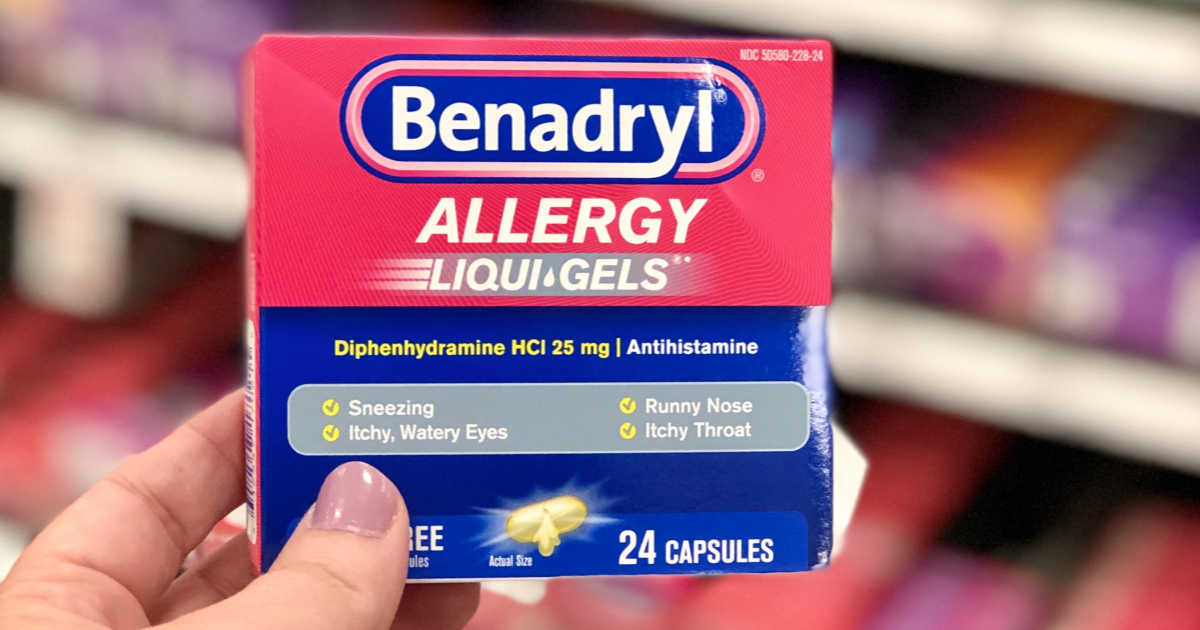 NDC 50580-228-24
Benadryl®
®
ALLERGY
LIQUI•GELS®*
Diphenhydramine HCl 25 mg | Antihistamine
Sneezing
Runny Nose
Itchy, Watery Eyes
Itchy Throat
Actual Size
24 CAPSULES